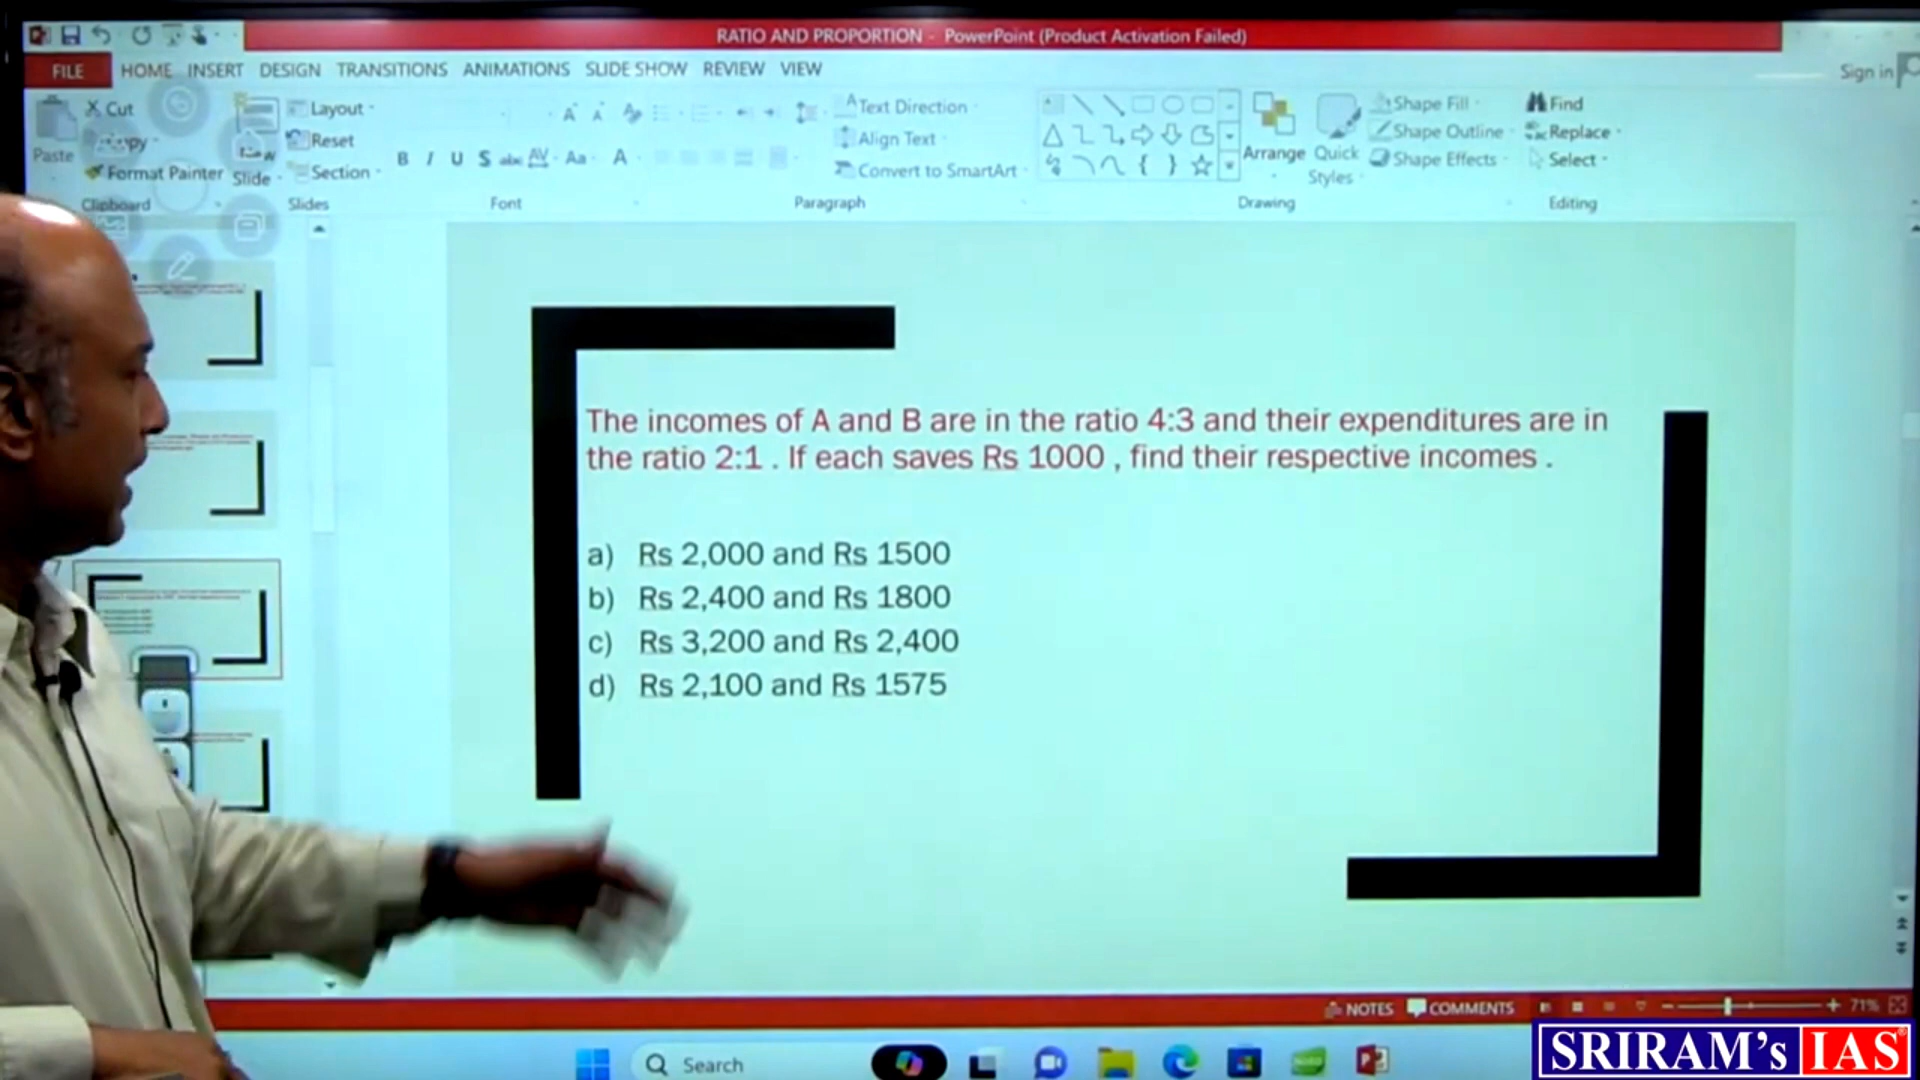 RATIO AND PROPORTION - PowerPoint (Product Activation Failed)
FILE HOME INSERT DESIGN TRANSITIONS ANIMATIONS SLIDE SHOW REVIEW VIEW
Sign in
Cut
Format Painter
Paste
Clipboard
Layout
Reset
Section
Slide
Slides
B I U S abc AV Aa A
Font
Text Direction
Align Text
Convert to SmartArt
Paragraph
Arrange
Quick
Styles
Shape Fill
Shape Outline
Shape Effects
Drawing
Find
Replace
Select
Editing
The incomes of A and B are in the ratio 4:3 and their expenditures are in
the ratio 2:1 . If each saves Rs 1000 , find their respective incomes .
a) Rs 2,000 and Rs 1500
b) Rs 2,400 and Rs 1800
c) Rs 3,200 and Rs 2,400
d) Rs 2,100 and Rs 1575
NOTES COMMENTS 71%
Search
SRIRAM's IAS